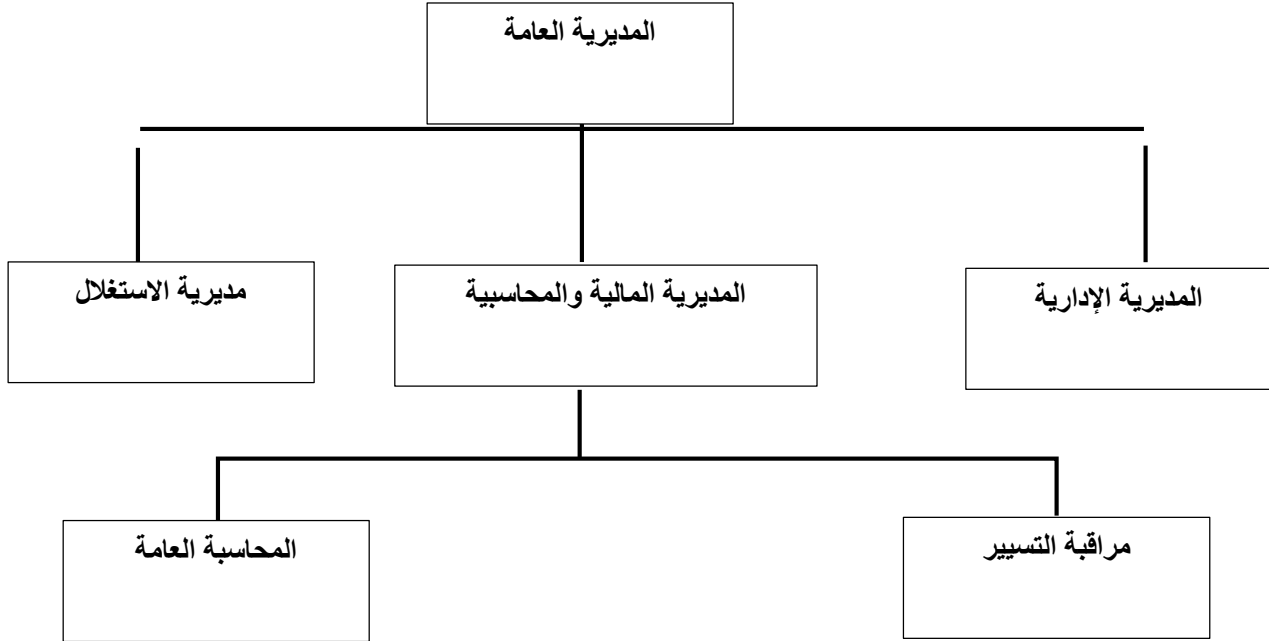 المديرية العامة
المديرية الإدارية
المديرية المالية والمحاسبية
مديرية الاستغلال
مراقبة التسيير
المحاسبة العامة